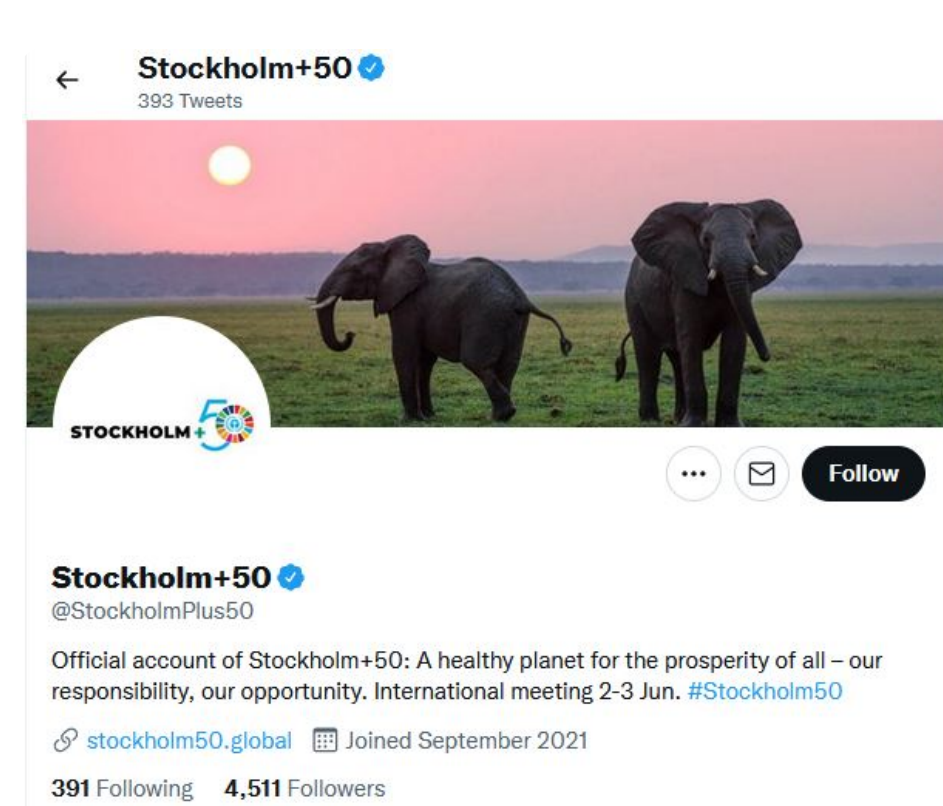 Stockholm+50
393 Tweets
STOCKHOLM+50
Follow
Stockholm+50
@StockholmPlus50
Official account of Stockholm+50: A healthy planet for the prosperity of all – our
responsibility, our opportunity. International meeting 2-3 Jun. #Stockholm50
stockholm50.global Joined September 2021
391 Following 4,511 Followers